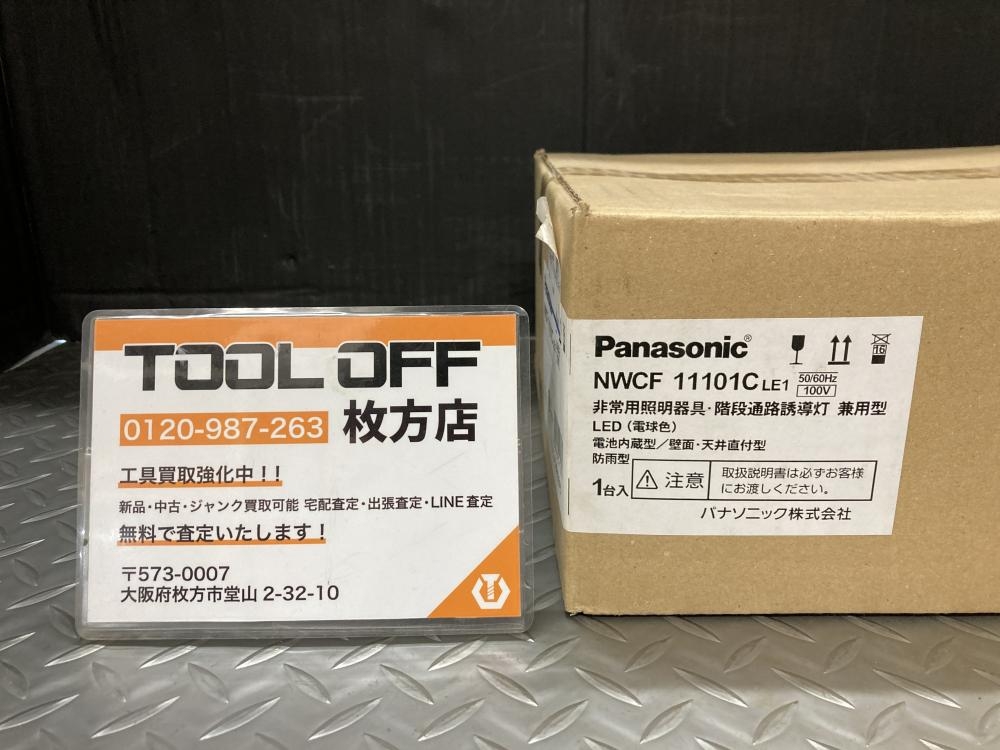 TOOL OFF
0120-987-263 枚方店
工具買取強化中!!
新品・中古・ジャンク買取可能 宅配査定・出張査定・LINE査定
無料で査定いたします!
〒573-0007
大阪府枚方市堂山 2-32-10
Panasonic®
16
NWCF 11101C LE1 50/60Hz 100V
非常用照明器具・階段通路誘導灯 兼用型
LED(電球色)
電池内蔵型/壁面・天井直付型
防雨型
1台入 注意 取扱説明書は必ずお客様
にお渡しください。
パナソニック株式会社